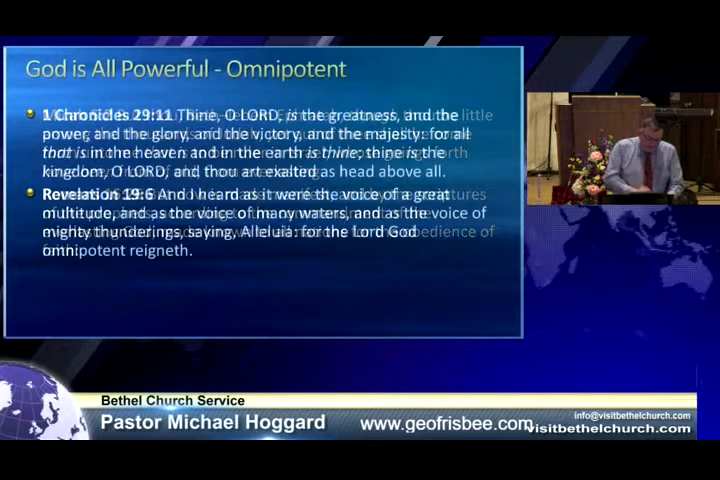 God is All Powerful - Omnipotent
1 Chronicles 29:11 Thine, O LORD, is the greatness, and the
power, and the glory, and the victory, and the majesty: for all
that is in the heaven and in the earth is thine; thine is the
kingdom, O LORD, and thou art exalted as head above all.
Revelation 19:6 And I heard as it were the voice of a great
multitude, and as the voice of many waters, and as the voice of
mighty thunderings, saying, Alleluia: for the Lord God
omnipotent reigneth.
Bethel Church Service
Pastor Michael Hoggard
www.geofrisbee.com
info@visitbethelchurch.com
visitbethelchurch.com